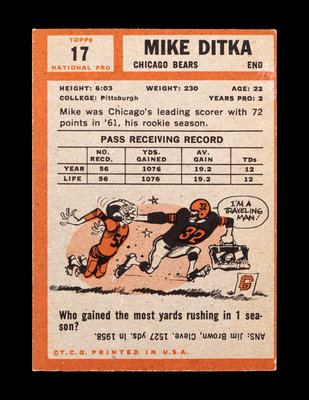 TOPPS
17
NATIONAL PRO
MIKE DITKA
CHICAGO BEARS END
HEIGHT: 6:03 WEIGHT: 230 AGE: 22
COLLEGE: Pittsburgh YEARS PRO: 2
Mike was Chicago's leading scorer with 72
points in '61, his rookie season.
PASS RECEIVING RECORD
NO. RECD. YDS. GAINED AV. GAIN TDs
YEAR 56 1076 19.2 12
LIFE 56 1076 19.2 12
I'M A
TRAVELING
MAN!
32
G
Who gained the most yards rushing in 1 sea-
son?
ANS: Jim Brown, Cleve. 1527 yds. in 1958.
©T.C.G. PRINTED IN U.S.A.